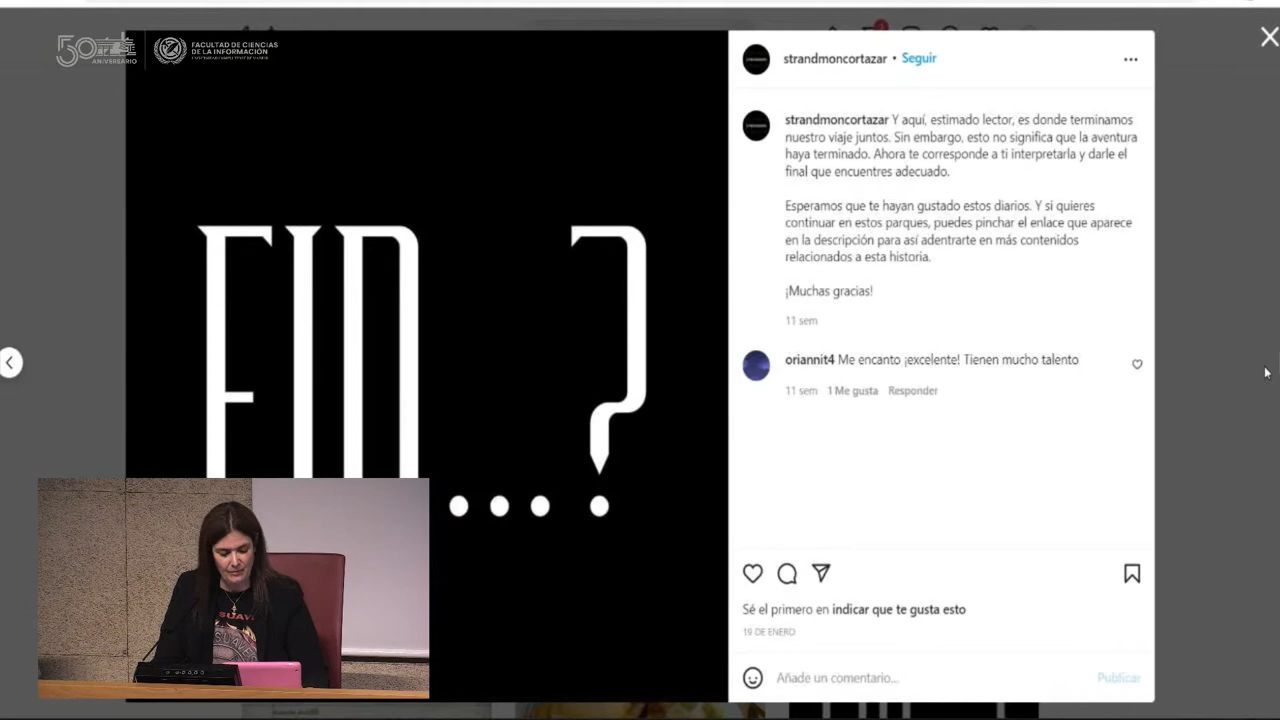 50
ANIVERSARIO
FACULTAD DE CIENCIAS
DE LA INFORMACIÓN
strandmoncortazar • Seguir
strandmoncortazar Y aquí, estimado lector, es donde terminamos
nuestro viaje juntos. Sin embargo, esto no significa que la aventura
haya terminado. Ahora te corresponde a ti interpretarla y darle el
final que encuentres adecuado.
Esperamos que te hayan gustado estos diarios. Y si quieres
continuar en estos parques, puedes pinchar el enlace que aparece
en la descripción para así adentrarte en más contenidos
relacionados a esta historia.
¡Muchas gracias!
11 sem
oriannit4 Me encanto ¡excelente! Tienen mucho talento
11 sem 1 Me gusta Responder
FIN...?
SUAVE
Sé el primero en indicar que te gusta esto
19 DE ENERO
Añade un comentario...
Publicar